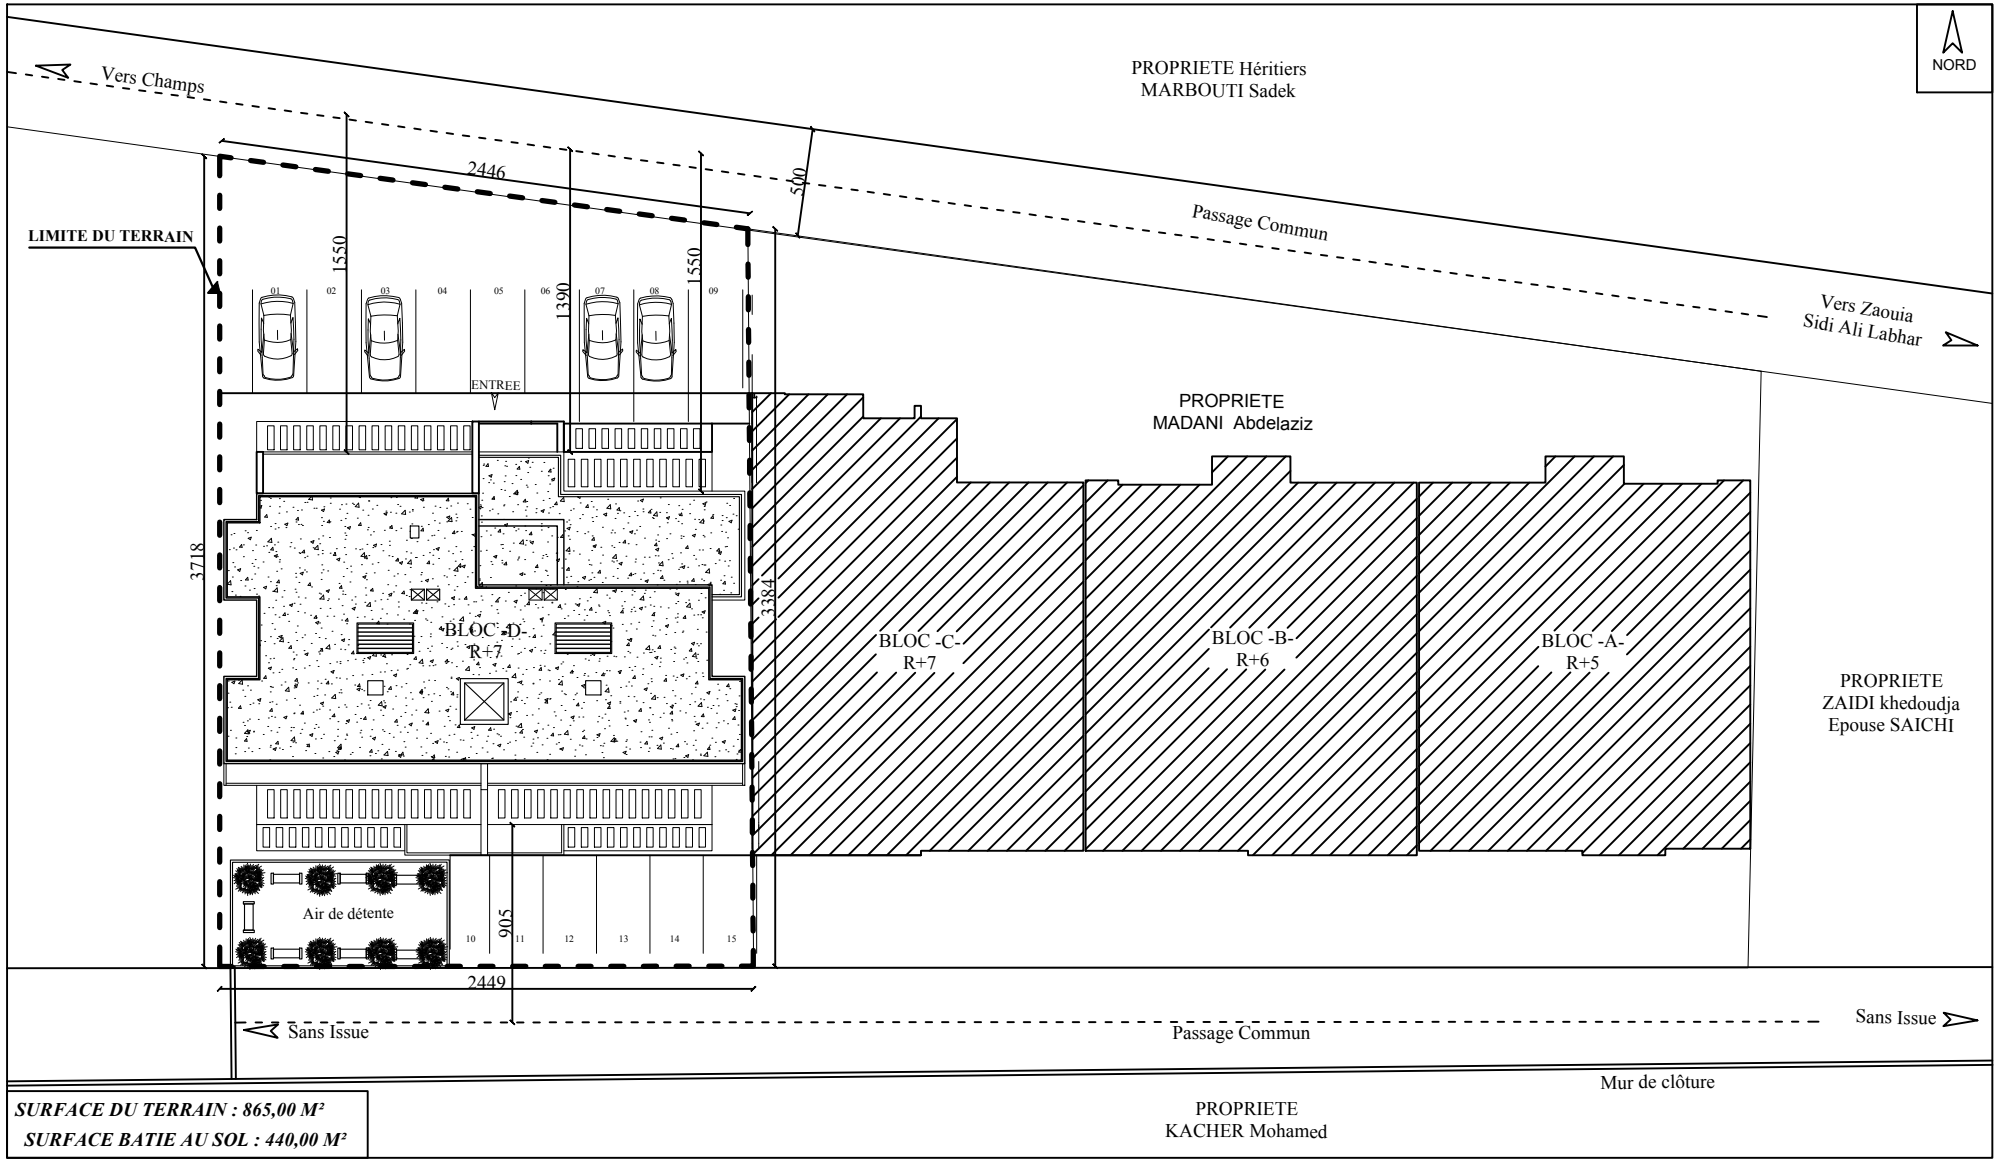 NORD
PROPRIETE Héritiers
MARBOUTI Sadek
Vers Champs
2446
500
Passage Commun
LIMITE DU TERRAIN
1550
1390
1550
Vers Zaouia
Sidi Ali Labhar
01
02
03
04
05
06
07
08
09
ENTREE
PROPRIETE
MADANI Abdelaziz
3718
3384
BLOC -D-
R+7
BLOC -C-
R+7
BLOC -B-
R+6
BLOC -A-
R+5
PROPRIETE
ZAIDI khedoudja
Epouse SAICHI
Air de détente
905
10
11
12
13
14
15
2449
Sans Issue
Passage Commun
Sans Issue
Mur de clôture
SURFACE DU TERRAIN : 865,00 M²
SURFACE BATIE AU SOL : 440,00 M²
PROPRIETE
KACHER Mohamed